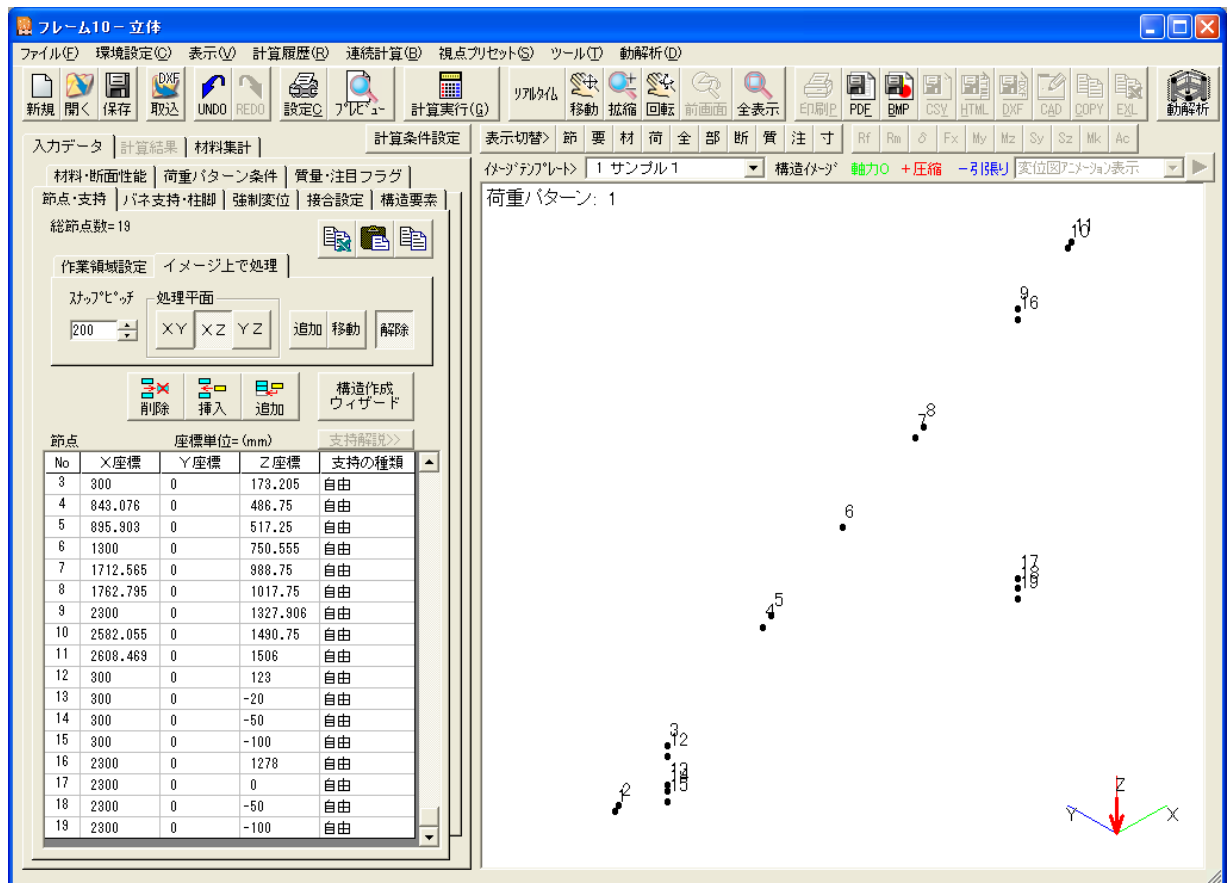 フレーム10－立体
ファイル(F) 環境設定(C) 表示(V) 計算履歴(R) 連続計算(B) 視点プリセット(S) ツール(T) 動解析(D)
新規 開く 保存 DXF 取込 UNDO REDO 設定C プレビュー 計算実行(G) リアルタイム 移動 拡縮 回転 前画面 全表示 印刷P PDF BMP CSV HTML DXF CAD COPY EXL 動解析
入力データ 計算結果 材料集計 計算条件設定
表示切替> 節 要 材 荷 全 部 断 質 注 寸 Rf Rm δ Fx My Mz Sy Sz Mk Ac
イメージテンプレート> 1 サンプル1 構造イメージ 軸力0 +圧縮 -引張り 変位図アニメーション表示
材料・断面性能 荷重パターン条件 質量・注目フラグ
節点・支持 バネ支持・柱脚 強制変位 接合設定 構造要素
総節点数=19
作業領域設定 イメージ上で処理
スナップピッチ 処理平面
200 XY XZ YZ 追加 移動 解除
削除 挿入 追加 構造作成
ウィザード
節点 座標単位=(mm) 支持解説>>
No X座標 Y座標 Z座標 支持の種類
3 300 0 173.205 自由
4 843.076 0 486.75 自由
5 895.903 0 517.25 自由
6 1300 0 750.555 自由
7 1712.565 0 988.75 自由
8 1762.795 0 1017.75 自由
9 2300 0 1327.906 自由
10 2582.055 0 1490.75 自由
11 2608.469 0 1506 自由
12 300 0 123 自由
13 300 0 -20 自由
14 300 0 -50 自由
15 300 0 -100 自由
16 2300 0 1278 自由
17 2300 0 0 自由
18 2300 0 -50 自由
19 2300 0 -100 自由
荷重パターン: 1
11
10
9
16
8
7
6
17
18
19
5
4
3
12
13
14
15
2
1
Z
Y X